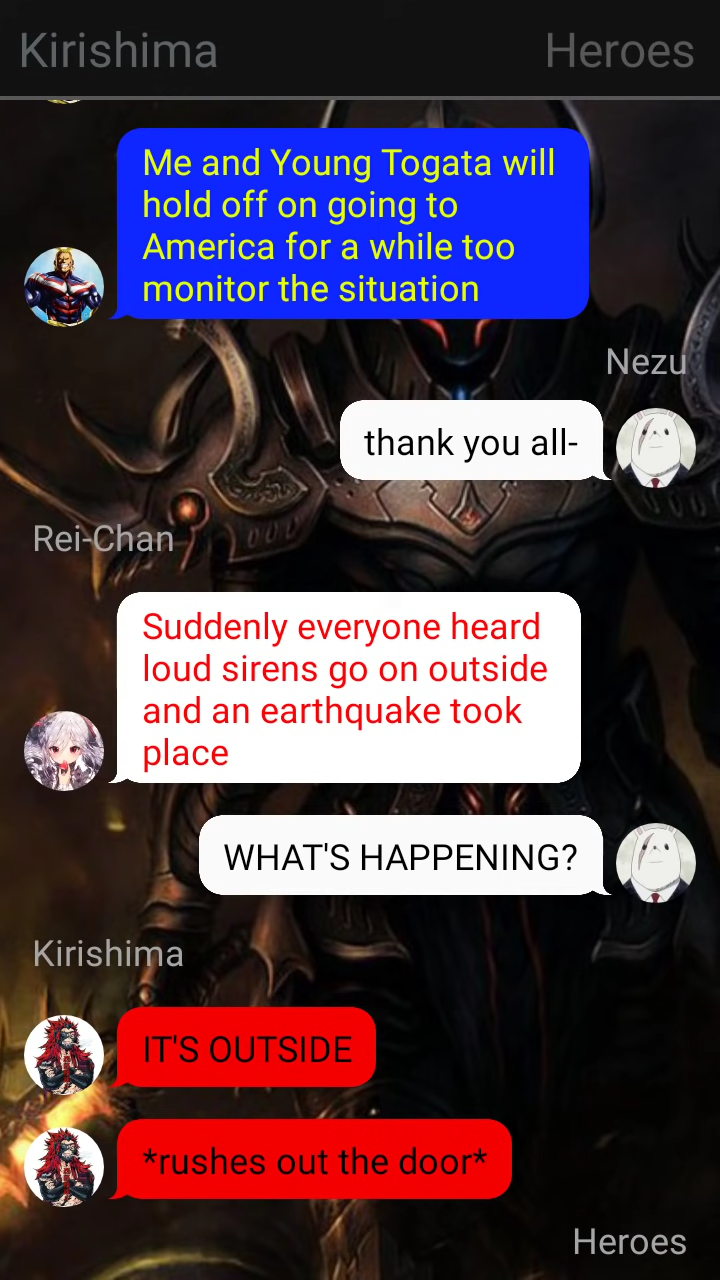 Kirishima Heroes
Me and Young Togata will
hold off on going to
America for a while too
monitor the situation
Nezu
thank you all-
Rei-Chan
Suddenly everyone heard
loud sirens go on outside
and an earthquake took
place
WHAT'S HAPPENING?
Kirishima
IT'S OUTSIDE
*rushes out the door*
Heroes